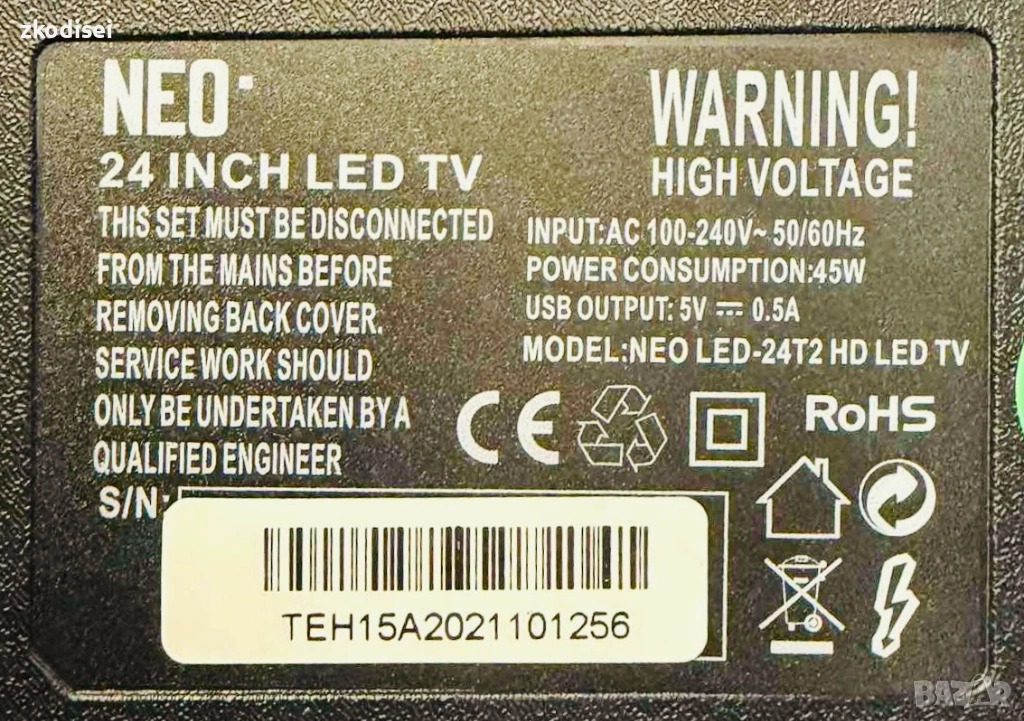 zkodisei
NEO
24 INCH LED TV
THIS SET MUST BE DISCONNECTED
FROM THE MAINS BEFORE
REMOVING BACK COVER.
SERVICE WORK SHOULD
ONLY BE UNDERTAKEN BY A
QUALIFIED ENGINEER
S/N:
TEH15A2021101256
WARNING!
HIGH VOLTAGE
INPUT:AC 100-240V~ 50/60Hz
POWER CONSUMPTION:45W
USB OUTPUT: 5V ⎓ 0.5A
MODEL:NEO LED-24T2 HD LED TV
CE
RoHS
BAZAR